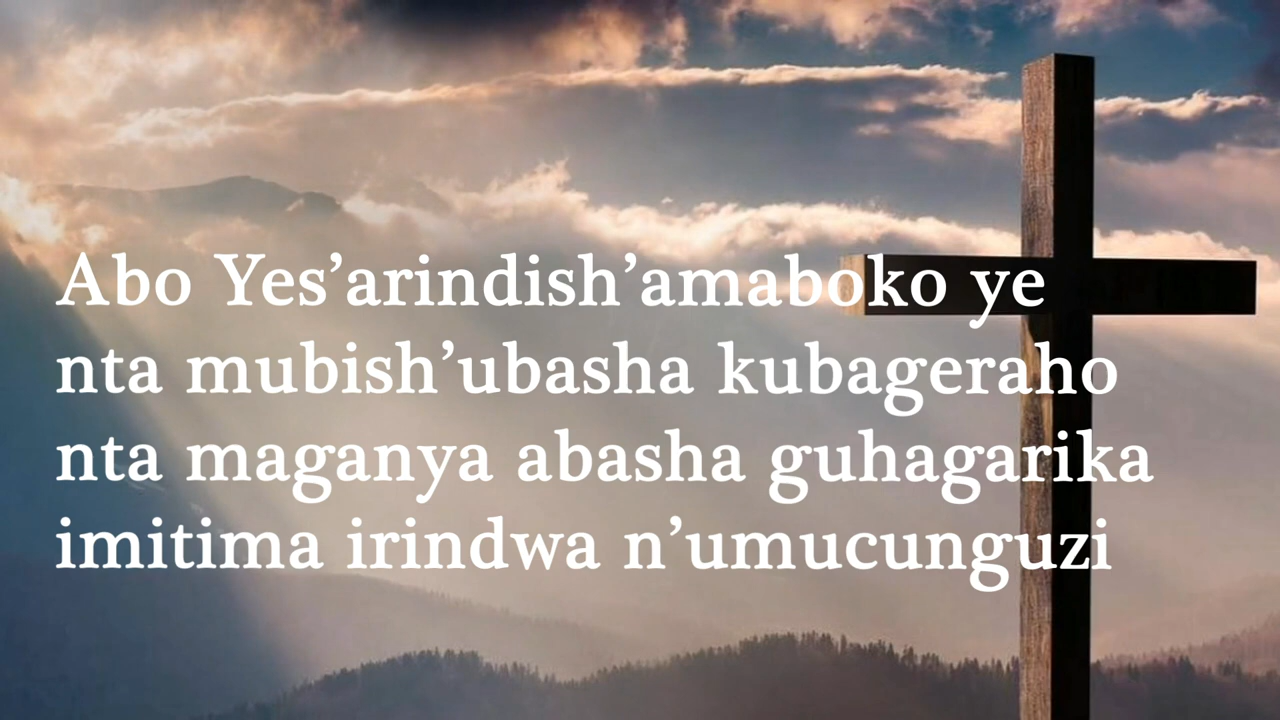 Abo Yes’arindish’amaboko ye
nta mubish’ubasha kubageraho
nta maganya abasha guhagarika
imitima irindwa n’umucunguzi